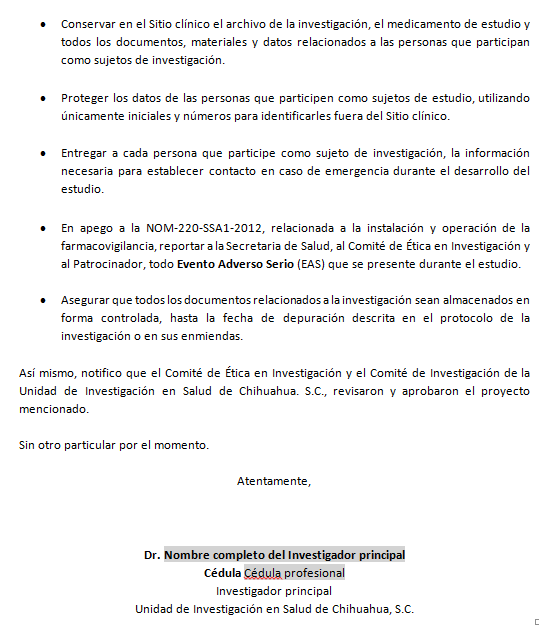 • Conservar en el Sitio clínico el archivo de la investigación, el medicamento de estudio y
todos los documentos, materiales y datos relacionados a las personas que participan
como sujetos de investigación.
• Proteger los datos de las personas que participen como sujetos de estudio, utilizando
únicamente iniciales y números para identificarles fuera del Sitio clínico.
• Entregar a cada persona que participe como sujeto de investigación, la información
necesaria para establecer contacto en caso de emergencia durante el desarrollo del
estudio.
• En apego a la NOM-220-SSA1-2012, relacionada a la instalación y operación de la
farmacovigilancia, reportar a la Secretaria de Salud, al Comité de Ética en Investigación y
al Patrocinador, todo Evento Adverso Serio (EAS) que se presente durante el estudio.
• Asegurar que todos los documentos relacionados a la investigación sean almacenados en
forma controlada, hasta la fecha de depuración descrita en el protocolo de la
investigación o en sus enmiendas.
Así mismo, notifico que el Comité de Ética en Investigación y el Comité de Investigación de la
Unidad de Investigación en Salud de Chihuahua. S.C., revisaron y aprobaron el proyecto
mencionado.
Sin otro particular por el momento.
Atentamente,
Dr. Nombre completo del Investigador principal
Cédula Cédula profesional
Investigador principal
Unidad de Investigación en Salud de Chihuahua, S.C.